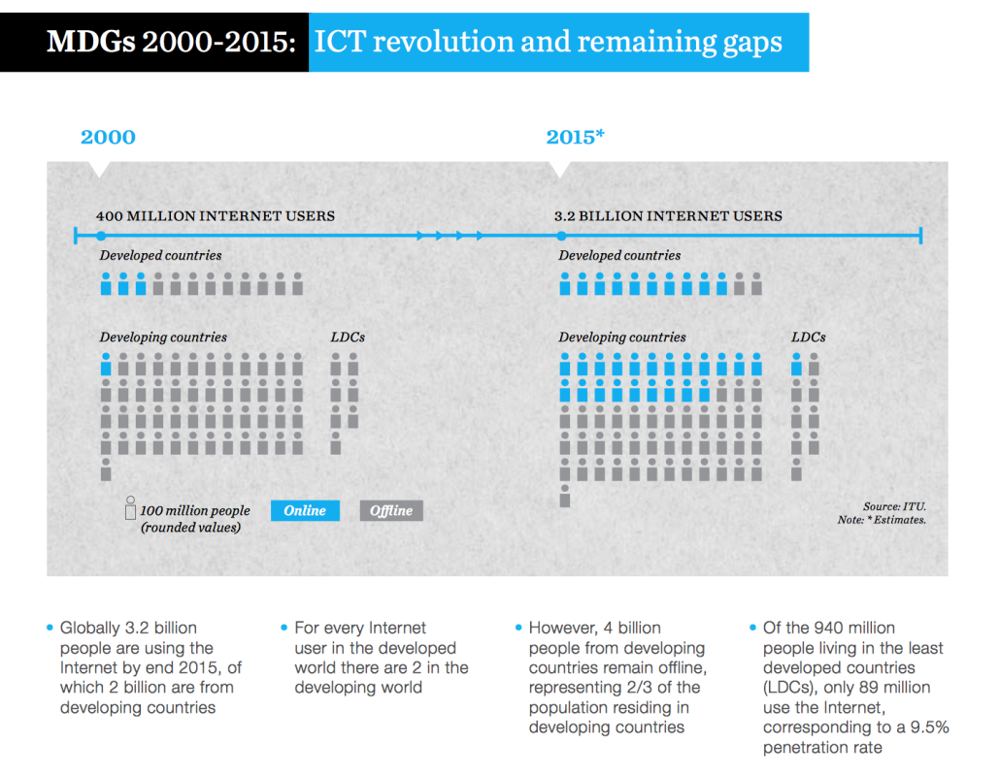 MDGs 2000-2015: ICT revolution and remaining gaps
2000
2015*
400 MILLION INTERNET USERS
3.2 BILLION INTERNET USERS
Developed countries
Developed countries
Developing countries
LDCs
Developing countries
LDCs
100 million people
(rounded values)
Online
Offline
Source: ITU.
Note: * Estimates.
• Globally 3.2 billion
people are using the
Internet by end 2015, of
which 2 billion are from
developing countries
• For every Internet
user in the developed
world there are 2 in the
developing world
• However, 4 billion
people from developing
countries remain offline,
representing 2/3 of the
population residing in
developing countries
• Of the 940 million
people living in the least
developed countries
(LDCs), only 89 million
use the Internet,
corresponding to a 9.5%
penetration rate